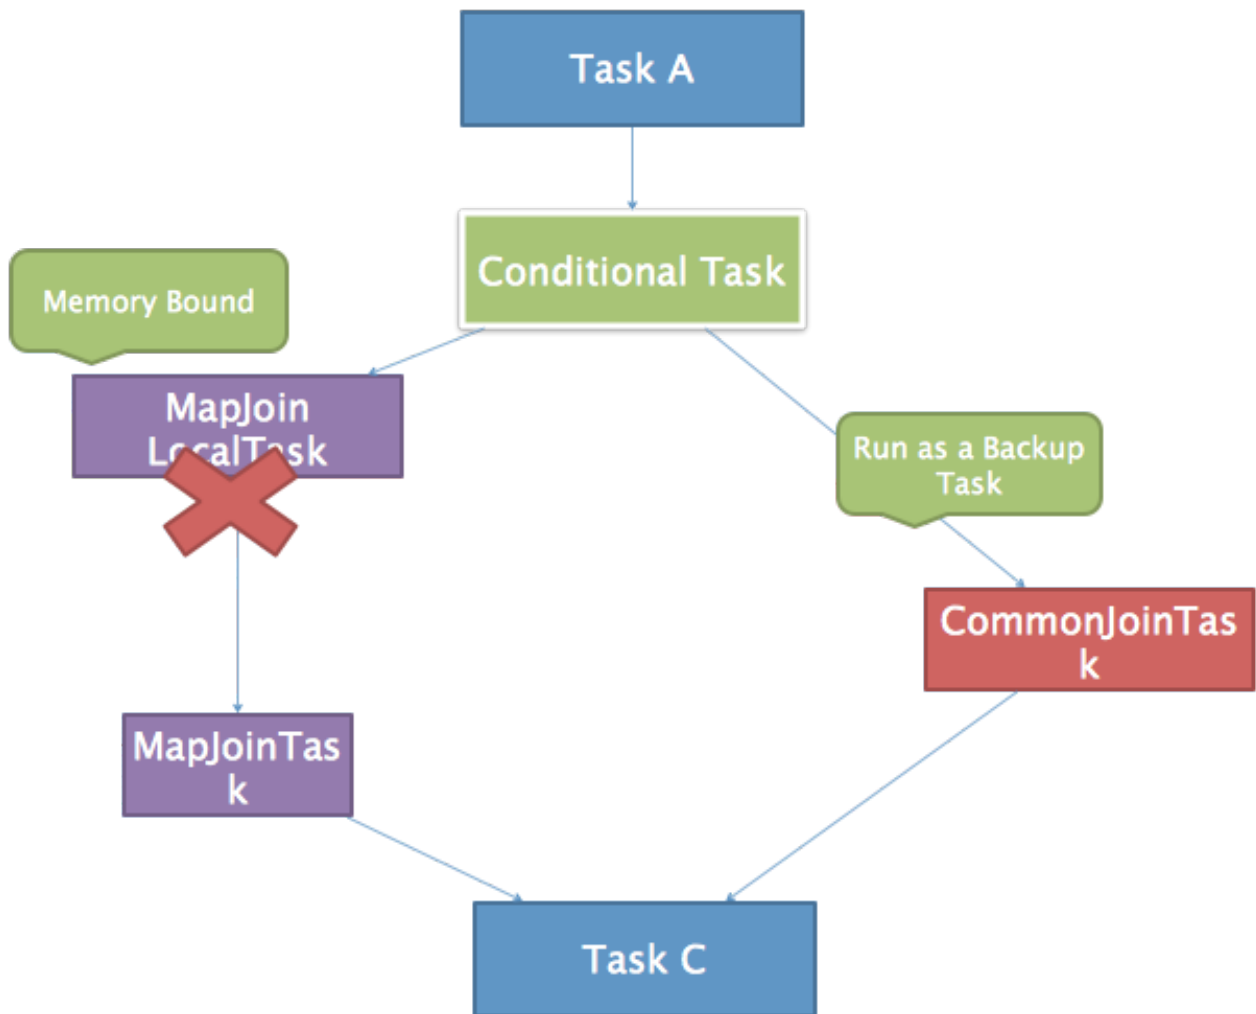 Task A
Conditional Task
Memory Bound
MapJoin
LocalTask
Run as a Backup
Task
CommonJoinTas
k
MapJoinTas
k
Task C